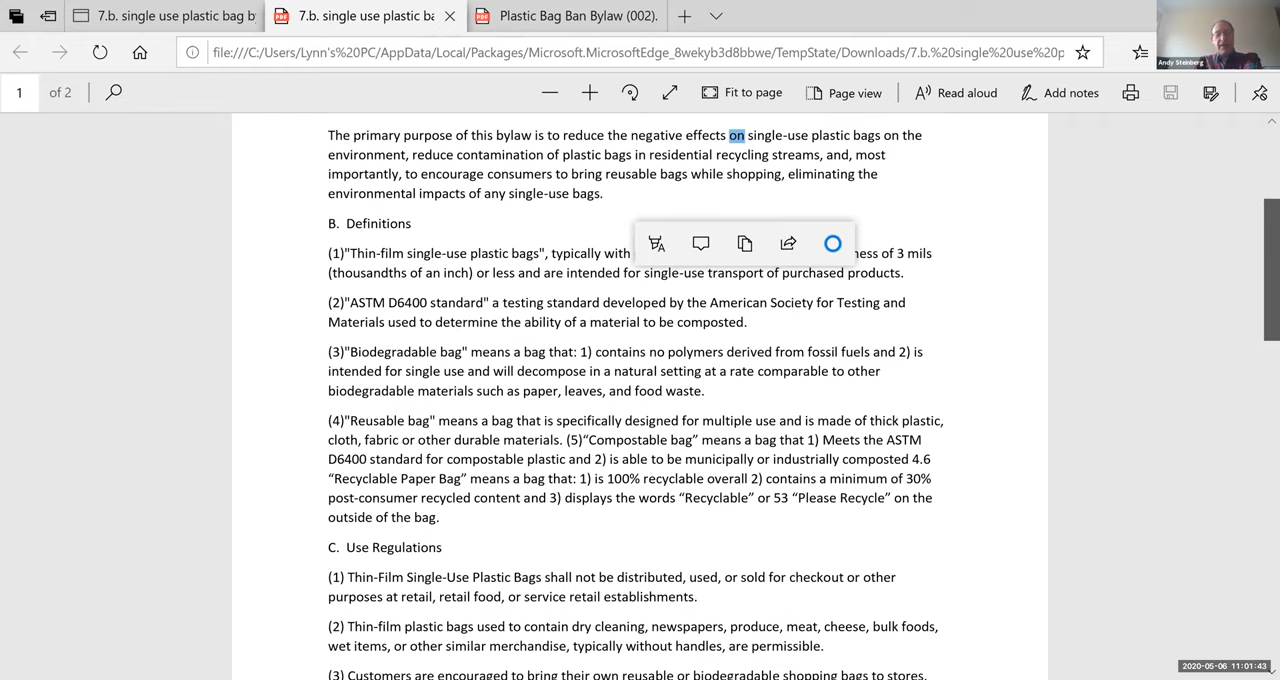 7.b. single use plastic bag b
7.b. single use plastic ba
Plastic Bag Ban Bylaw (002).
file:///C:/Users/Lynn's%20PC/AppData/Local/Packages/Microsoft.MicrosoftEdge_8wekyb3d8bbwe/TempState/Downloads/7.b.%20single%20use%20p
Andy Steinberg
1 of 2
Fit to page
Page view
Read aloud
Add notes
The primary purpose of this bylaw is to reduce the negative effects on single-use plastic bags on the
environment, reduce contamination of plastic bags in residential recycling streams, and, most
importantly, to encourage consumers to bring reusable bags while shopping, eliminating the
environmental impacts of any single-use bags.
B. Definitions
(1)"Thin-film single-use plastic bags", typically with ness of 3 mils
(thousandths of an inch) or less and are intended for single-use transport of purchased products.
(2)"ASTM D6400 standard" a testing standard developed by the American Society for Testing and
Materials used to determine the ability of a material to be composted.
(3)"Biodegradable bag" means a bag that: 1) contains no polymers derived from fossil fuels and 2) is
intended for single use and will decompose in a natural setting at a rate comparable to other
biodegradable materials such as paper, leaves, and food waste.
(4)"Reusable bag" means a bag that is specifically designed for multiple use and is made of thick plastic,
cloth, fabric or other durable materials. (5)“Compostable bag” means a bag that 1) Meets the ASTM
D6400 standard for compostable plastic and 2) is able to be municipally or industrially composted 4.6
“Recyclable Paper Bag” means a bag that: 1) is 100% recyclable overall 2) contains a minimum of 30%
post-consumer recycled content and 3) displays the words “Recyclable” or 53 “Please Recycle” on the
outside of the bag.
C. Use Regulations
(1) Thin-Film Single-Use Plastic Bags shall not be distributed, used, or sold for checkout or other
purposes at retail, retail food, or service retail establishments.
(2) Thin-film plastic bags used to contain dry cleaning, newspapers, produce, meat, cheese, bulk foods,
wet items, or other similar merchandise, typically without handles, are permissible.
(3) Customers are encouraged to bring their own reusable or biodegradable shopping bags to stores.
2020-05-06 11:01:43